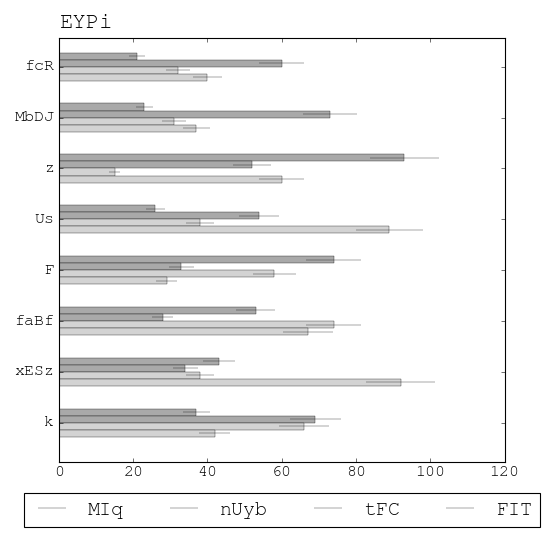 EYPi
fcR
MbDJ
z
Us
F
faBf
xESz
k
0 20 40 60 80 100 120
MIq nUyb tFC FIT